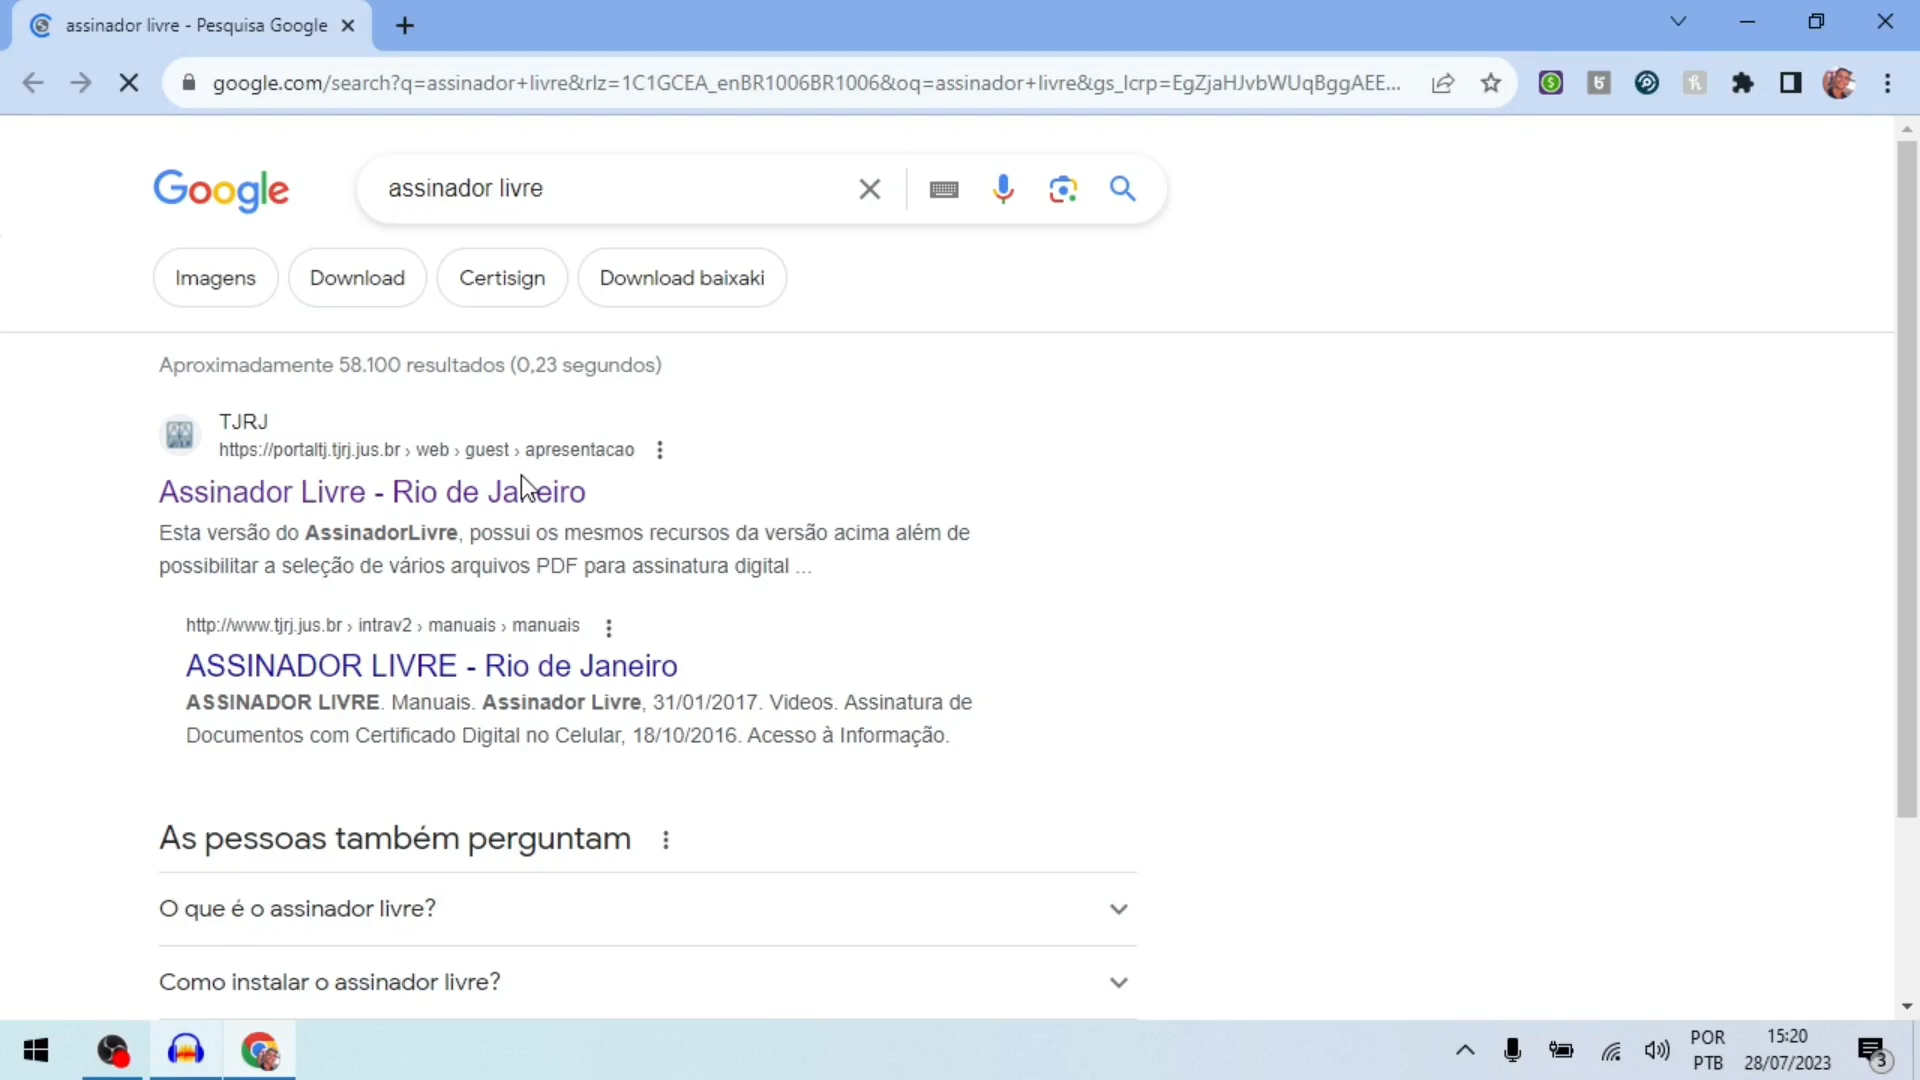 assinador livre - Pesquisa Google
google.com/search?q=assinador+livre&rlz=1C1GCEA_enBR1006BR1006&oq=assinador+livre&gs_lcrp=EgZjaHJvbWUqBggAEE...
Google
assinador livre
Imagens
Download
Certisign
Download baixaki
Aproximadamente 58.100 resultados (0,23 segundos)
TJRJ
https://portaltj.tjrj.jus.br › web › guest › apresentacao
Assinador Livre - Rio de Janeiro
Esta versão do AssinadorLivre, possui os mesmos recursos da versão acima além de
possibilitar a seleção de vários arquivos PDF para assinatura digital ...
http://www.tjrj.jus.br › intrav2 › manuais › manuais
ASSINADOR LIVRE - Rio de Janeiro
ASSINADOR LIVRE. Manuais. Assinador Livre, 31/01/2017. Videos. Assinatura de
Documentos com Certificado Digital no Celular, 18/10/2016. Acesso à Informação.
As pessoas também perguntam
O que é o assinador livre?
Como instalar o assinador livre?
POR
PTB
15:20
28/07/2023
3